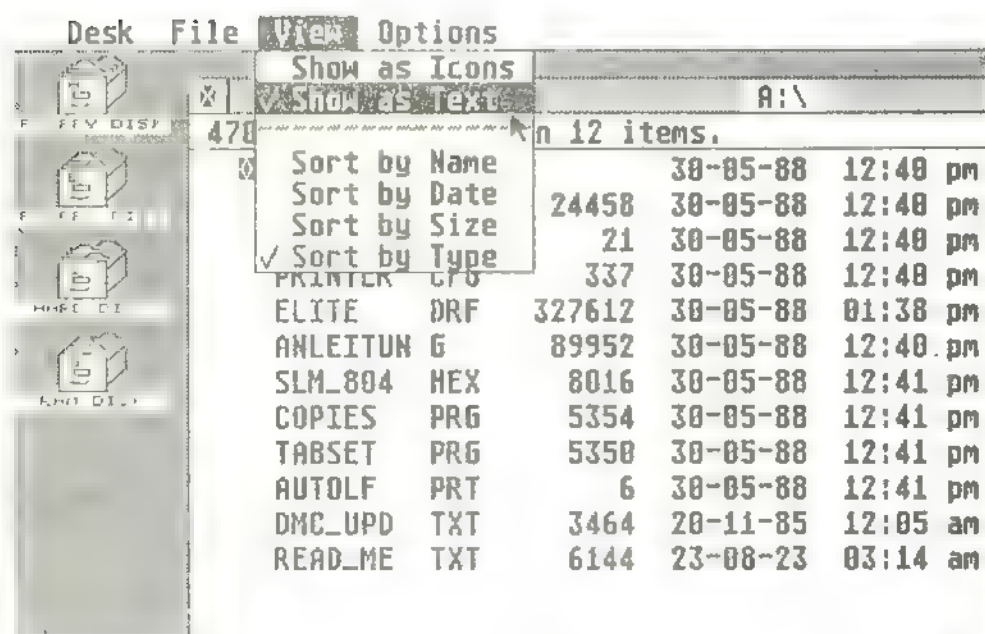 Desk File View Options
Show as Icons
✓ Show as Text
A:\
470
n 12 items.
Sort by Name
Sort by Date
Sort by Size
✓ Sort by Type
30-05-88 12:40 pm
24458 30-05-88 12:40 pm
21 30-05-88 12:40 pm
PRINTER CFG 337 30-05-88 12:40 pm
ELITE DRF 327612 30-05-88 01:38 pm
ANLEITUN G 89952 30-05-88 12:40 pm
SLM_804 HEX 8016 30-05-88 12:41 pm
COPIES PRG 5354 30-05-88 12:41 pm
TABSET PRG 5350 30-05-88 12:41 pm
AUTOLF PRT 6 30-05-88 12:41 pm
DMC_UPD TXT 3464 20-11-85 12:05 am
READ_ME TXT 6144 23-08-23 03:14 am